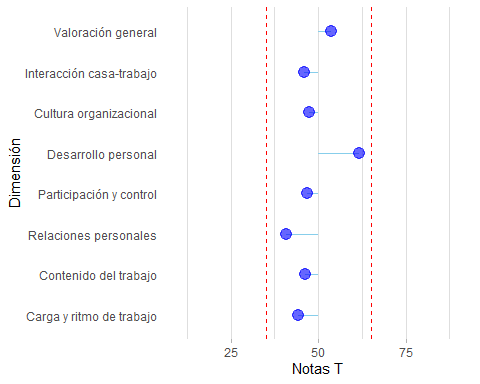 Valoración general
Interacción casa-trabajo
Cultura organizacional
Desarrollo personal
Participación y control
Relaciones personales
Contenido del trabajo
Carga y ritmo de trabajo
Dimensión
25 50 75
Notas T